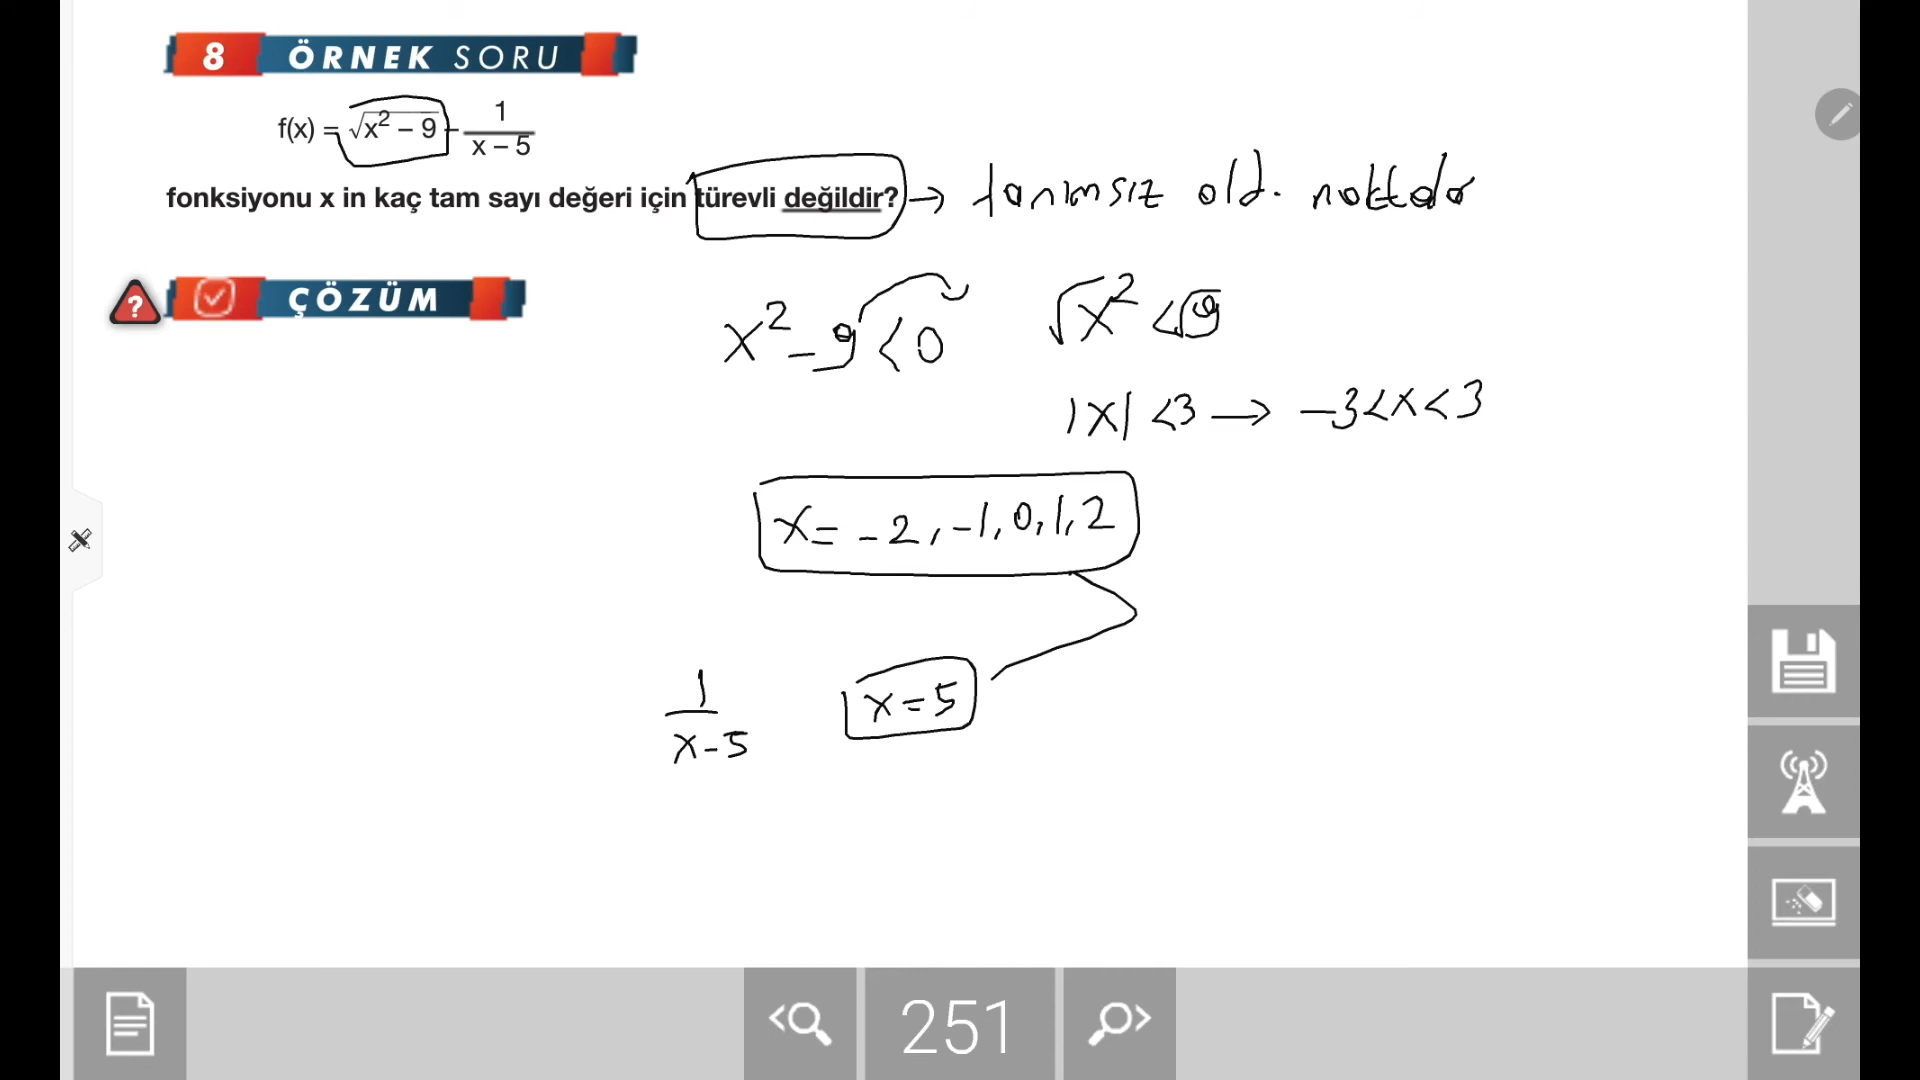 8 ÖRNEK SORU
f(x) = √x² – 9 – 1/x – 5
fonksiyonu x in kaç tam sayı değeri için türevli değildir? → tanımsız old. noktalar
ÇÖZÜM
x² – 9 < 0
√x² < √9
|x| < 3 → –3 < x < 3
x = –2, –1, 0, 1, 2
1/x – 5
x = 5
251